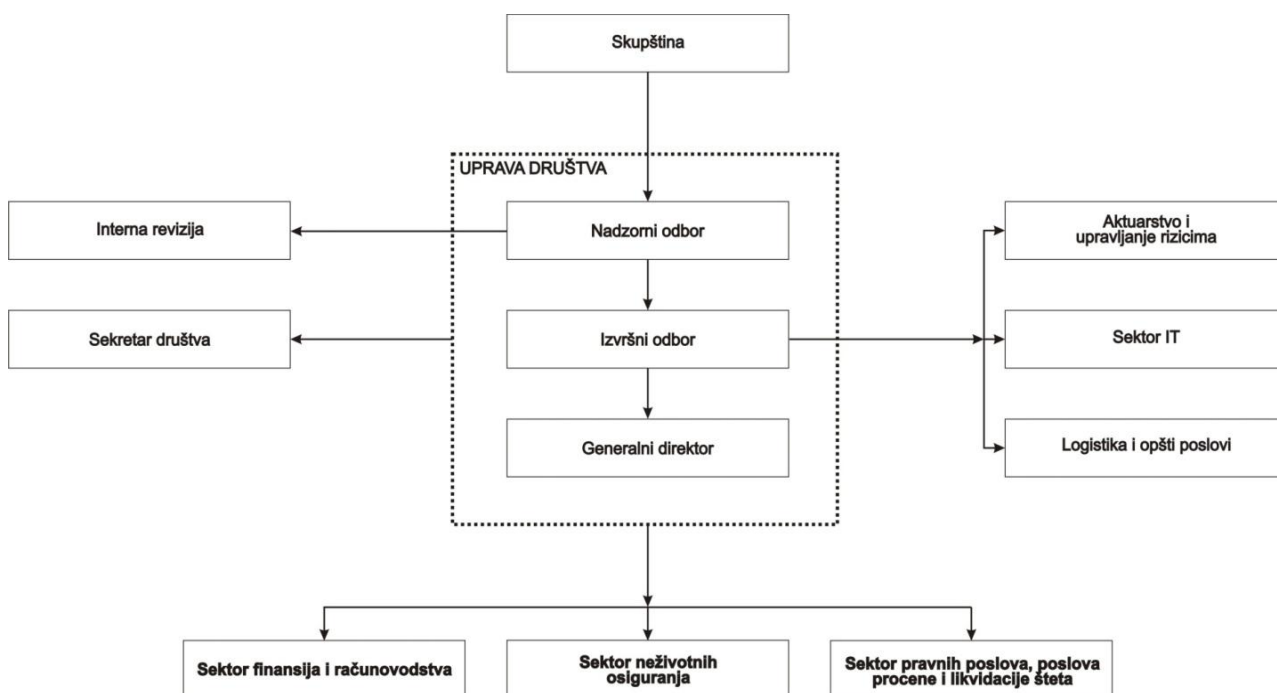 Skupština
UPRAVA DRUŠTVA
Interna revizija
Nadzorni odbor
Aktuarstvo i
upravljanje rizicima
Sekretar društva
Izvršni odbor
Sektor IT
Generalni direktor
Logistika i opšti poslovi
Sektor finansija i računovodstva
Sektor neživotnih
osiguranja
Sektor pravnih poslova, poslova
procene i likvidacije šteta